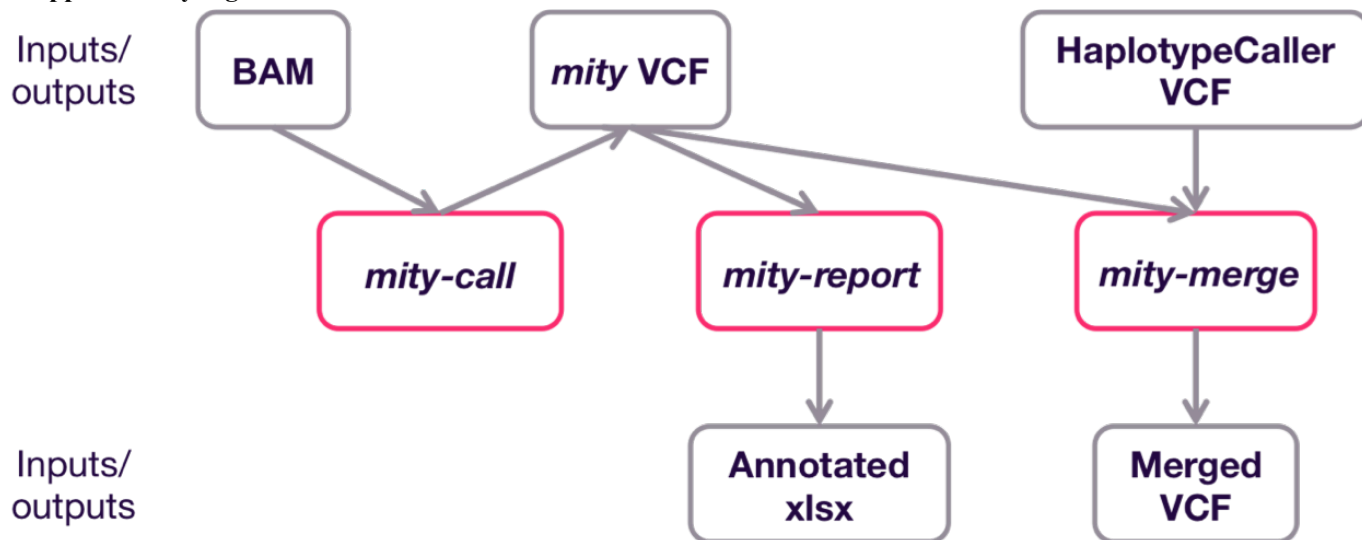 Inputs/
outputs
BAM
mity VCF
HaplotypeCaller
VCF
mity-call
mity-report
mity-merge
Inputs/
outputs
Annotated
xlsx
Merged
VCF